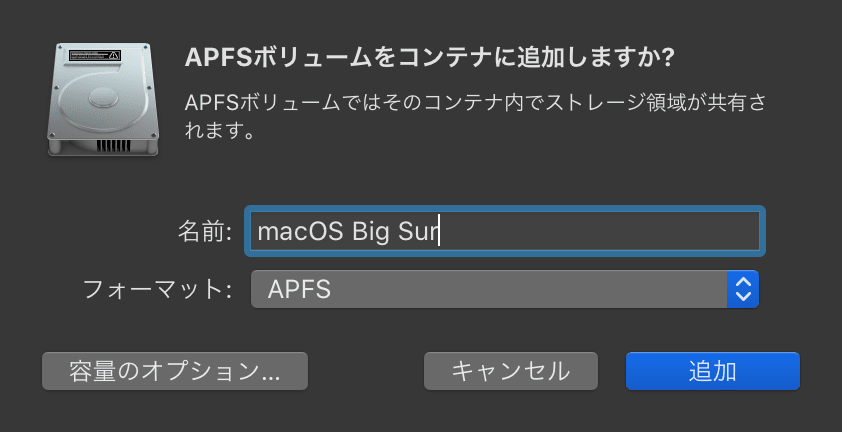 APFSボリュームをコンテナに追加しますか?
APFSボリュームではそのコンテナ内でストレージ領域が共有さ
れます。
名前: macOS Big Sur
フォーマット: APFS
容量のオプション... キャンセル 追加